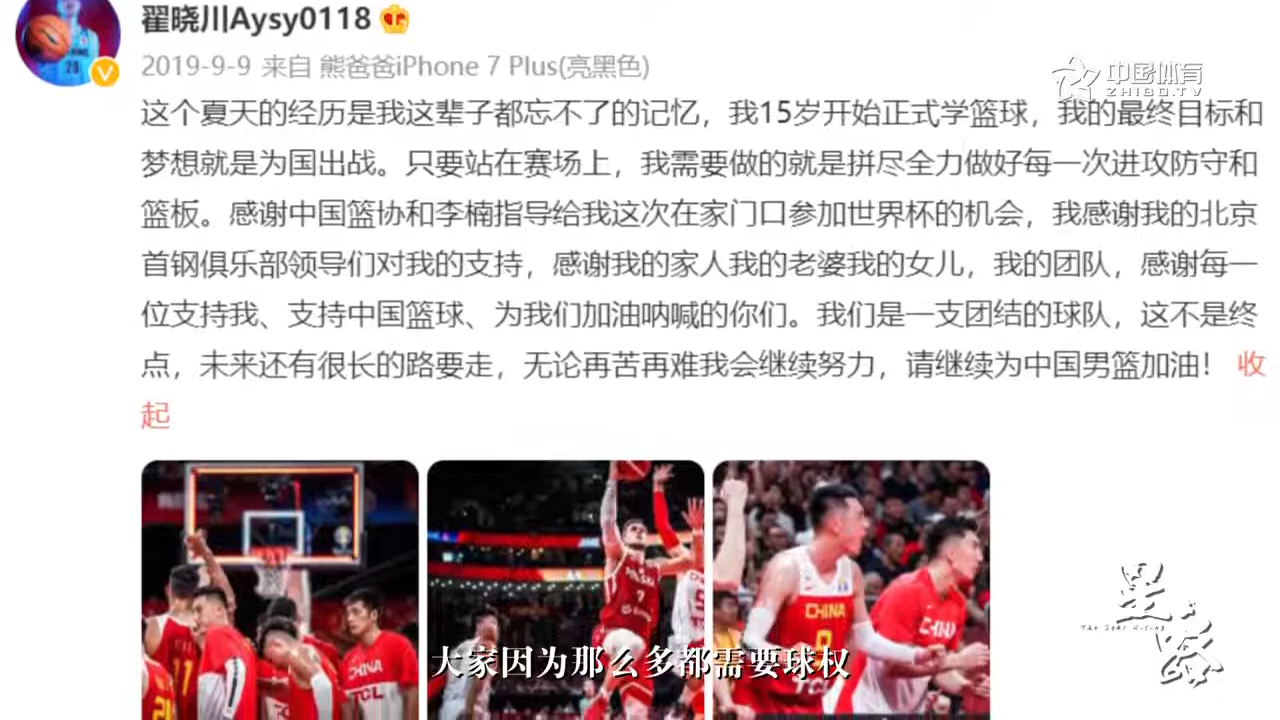 翟晓川Aysy0118
2019-9-9 来自 熊爸爸iPhone 7 Plus(亮黑色)
中国体育
ZHIBO.TV
这个夏天的经历是我这辈子都忘不了的记忆，我15岁开始正式学篮球，我的最终目标和
梦想就是为国出战。只要站在赛场上，我需要做的就是拼尽全力做好每一次进攻防守和
篮板。感谢中国篮协和李楠指导给我这次在家门口参加世界杯的机会，我感谢我的北京
首钢俱乐部领导们对我的支持，感谢我的家人我的老婆我的女儿，我的团队，感谢每一
位支持我、支持中国篮球、为我们加油呐喊的你们。我们是一支团结的球队，这不是终
点，未来还有很长的路要走，无论再苦再难我会继续努力，请继续为中国男篮加油！ 收
起
CHINA
TCL
11
POLSKA
7
CHINA
TCL
大家因为那么多都需要球权
The Star Rising
星路